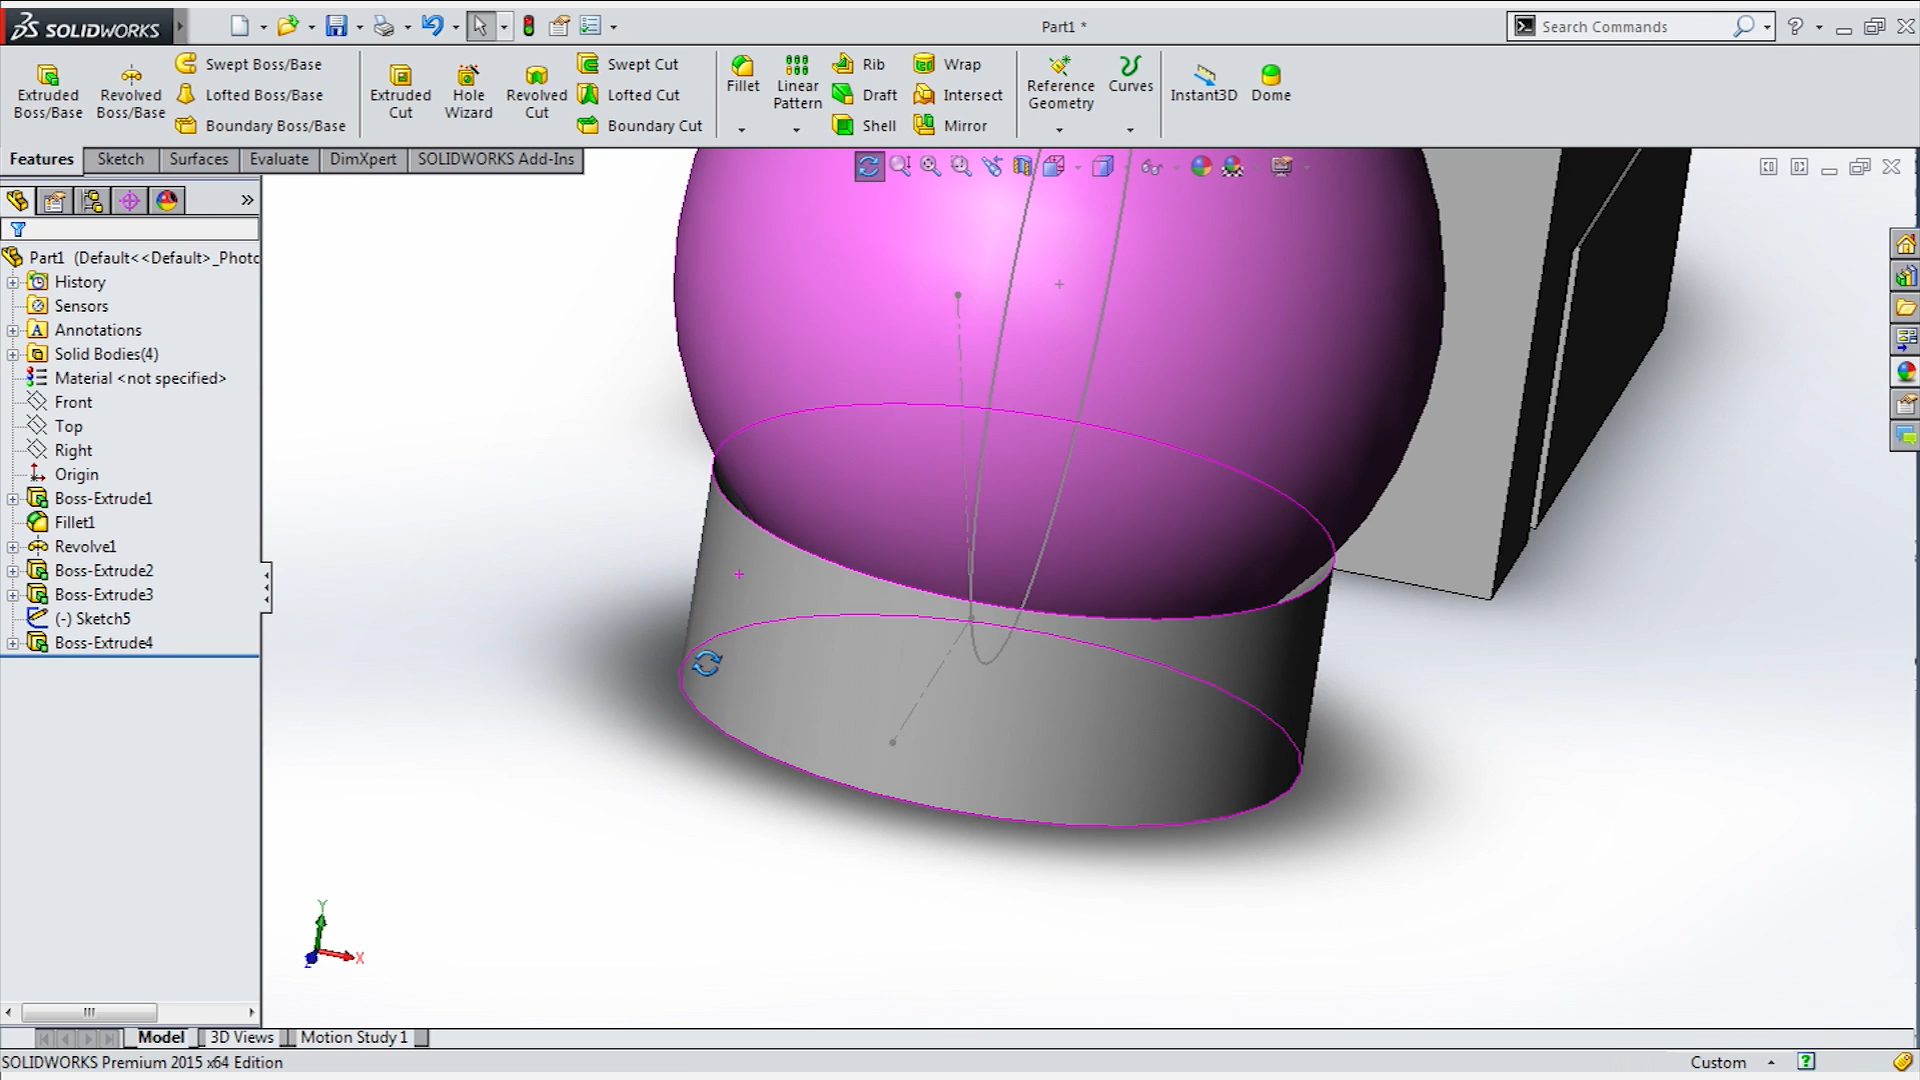 SOLIDWORKS
Part1 *
Search Commands
Extruded Boss/Base
Revolved Boss/Base
Swept Boss/Base
Lofted Boss/Base
Boundary Boss/Base
Extruded Cut
Hole Wizard
Revolved Cut
Swept Cut
Lofted Cut
Boundary Cut
Fillet
Linear Pattern
Rib
Draft
Shell
Wrap
Intersect
Mirror
Reference Geometry
Curves
Instant3D
Dome
Features
Sketch
Surfaces
Evaluate
DimXpert
SOLIDWORKS Add-Ins
Part1 (Default<<Default>_Photo
History
Sensors
Annotations
Solid Bodies(4)
Material <not specified>
Front
Top
Right
Origin
Boss-Extrude1
Fillet1
Revolve1
Boss-Extrude2
Boss-Extrude3
(-) Sketch5
Boss-Extrude4
Y
X
Z
Model
3D Views
Motion Study 1
SOLIDWORKS Premium 2015 x64 Edition
Custom